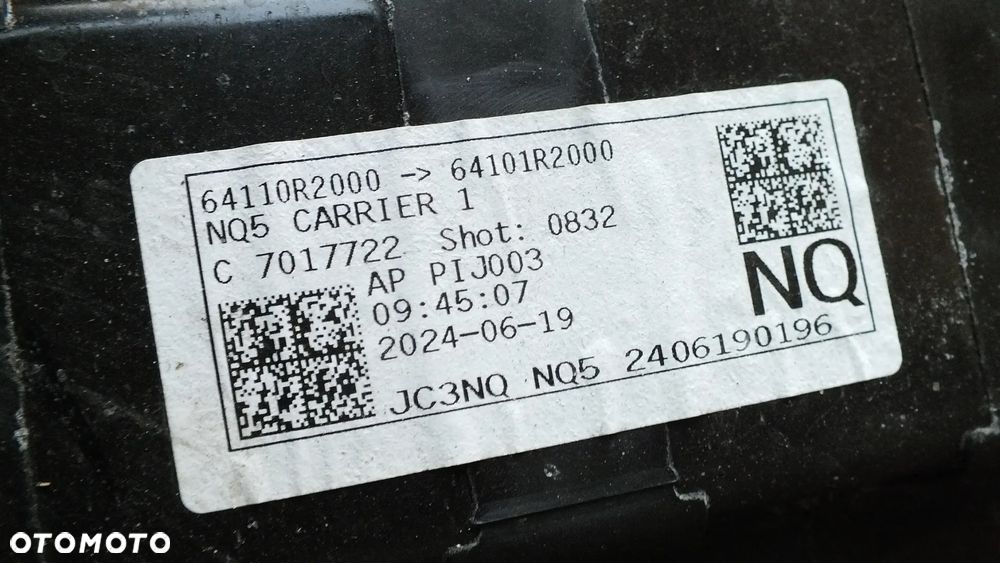 64110R2000 -> 64101R2000
NQ5 CARRIER 1
C 7017722 Shot: 0832
AP PIJ003
09:45:07
2024-06-19
NQ
JC3NQ NQ5 2406190196
OTOMOTO